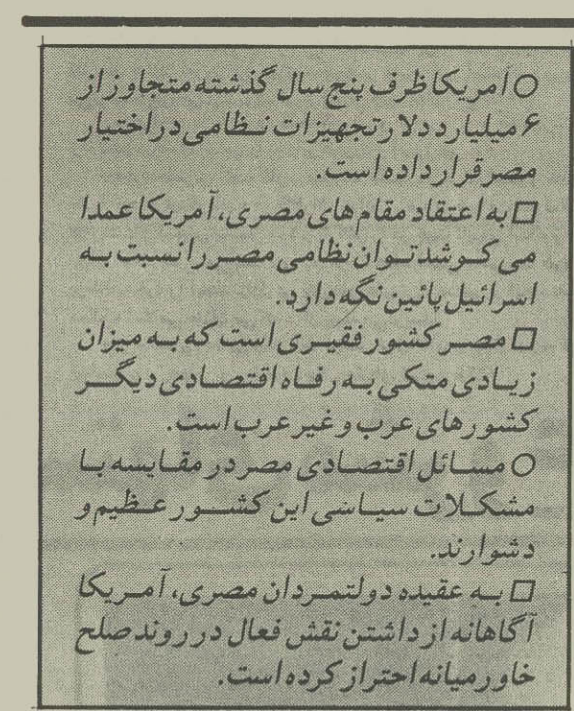 ○ آمریکا ظرف پنج سال گذشته متجاوز از
۶ میلیارد دلار تجهیزات نظامی در اختیار
مصر قرار داده است.
□ به اعتقاد مقام های مصری، آمریکا عمدا
می کوشد توان نظامی مصر را نسبت به
اسرائیل پائین نگه دارد.
□ مصر کشور فقیری است که به میزان
زیادی متکی به رفاه اقتصادی دیگر
کشورهای عرب و غیر عرب است.
○ مسائل اقتصادی مصر در مقایسه با
مشکلات سیاسی این کشور عظیم و
دشوارند.
□ به عقیده دولتمردان مصری، آمریکا
آگاهانه از داشتن نقش فعال در روند صلح
خاورمیانه احتراز کرده است.